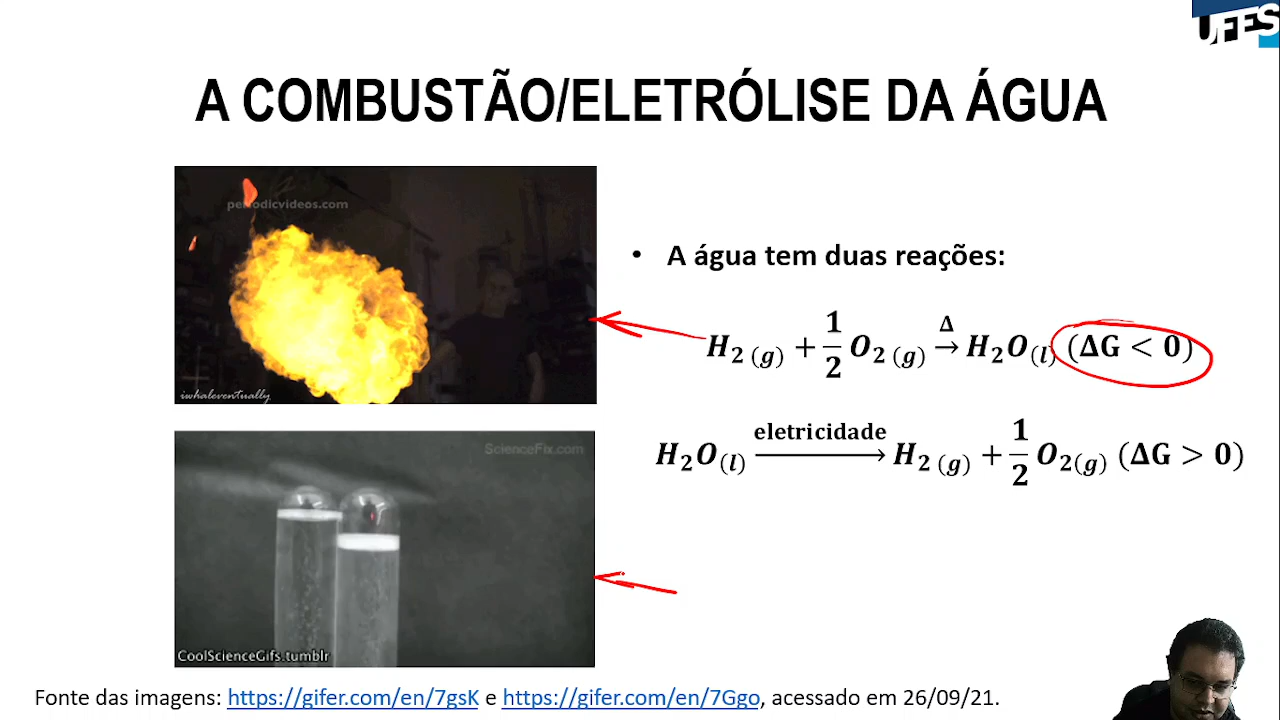 UFES
A COMBUSTÃO/ELETRÓLISE DA ÁGUA
periodicvideos.com
iwhaleventually
• A água tem duas reações:
H₂ (g) + 1/2 O₂ (g) →Δ H₂O(l) (ΔG < 0)
H₂O(l) →eletricidade H₂ (g) + 1/2 O₂(g) (ΔG > 0)
ScienceFix.com
CoolScienceGifs.tumblr
Fonte das imagens: https://gifer.com/en/7gsK e https://gifer.com/en/7Ggo, acessado em 26/09/21.